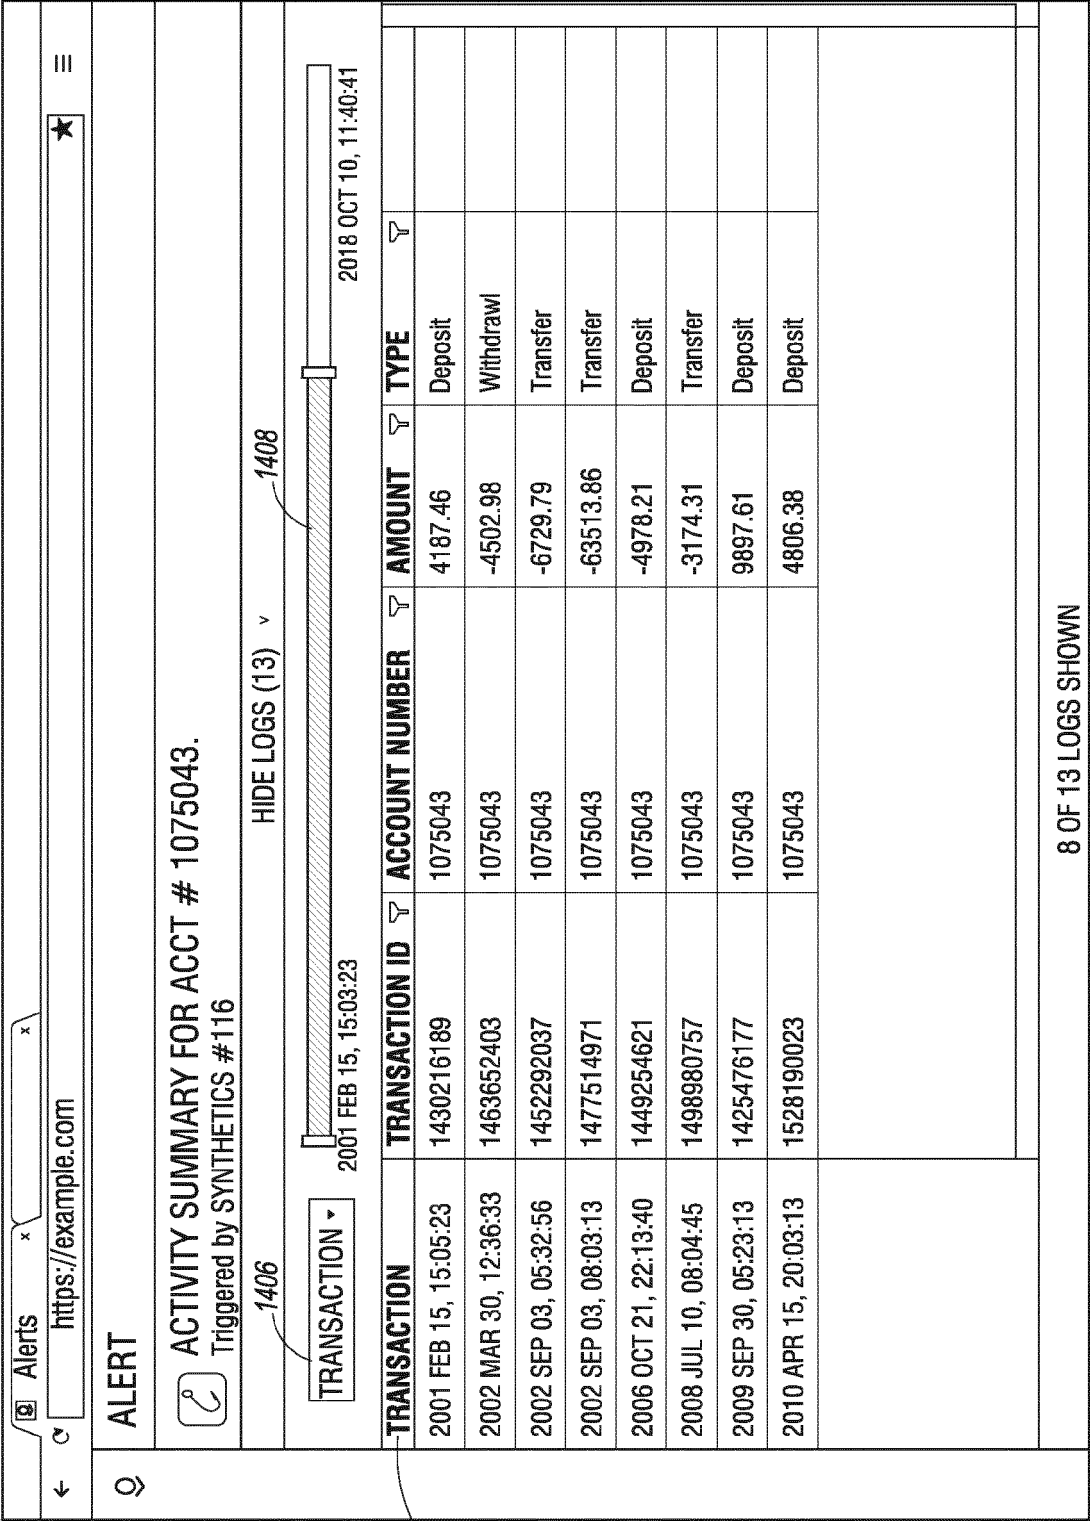 Alerts x x
https://example.com
ALERT
ACTIVITY SUMMARY FOR ACCT # 1075043.
Triggered by SYNTHETICS #116
HIDE LOGS (13) v
1406
1408
TRANSACTION
2001 FEB 15, 15:03:23
2018 OCT 10, 11:40:41
TRANSACTION TRANSACTION ID ACCOUNT NUMBER AMOUNT TYPE
2001 FEB 15, 15:05:23 1430216189 1075043 4187.46 Deposit
2002 MAR 30, 12:36:33 1463652403 1075043 -4502.98 Withdrawl
2002 SEP 03, 05:32:56 1452292037 1075043 -6729.79 Transfer
2002 SEP 03, 08:03:13 1477514971 1075043 -63513.86 Transfer
2006 OCT 21, 22:13:40 1449254621 1075043 -4978.21 Deposit
2008 JUL 10, 08:04:45 1498980757 1075043 -3174.31 Transfer
2009 SEP 30, 05:23:13 1425476177 1075043 9897.61 Deposit
2010 APR 15, 20:03:13 1528190023 1075043 4806.38 Deposit
8 OF 13 LOGS SHOWN